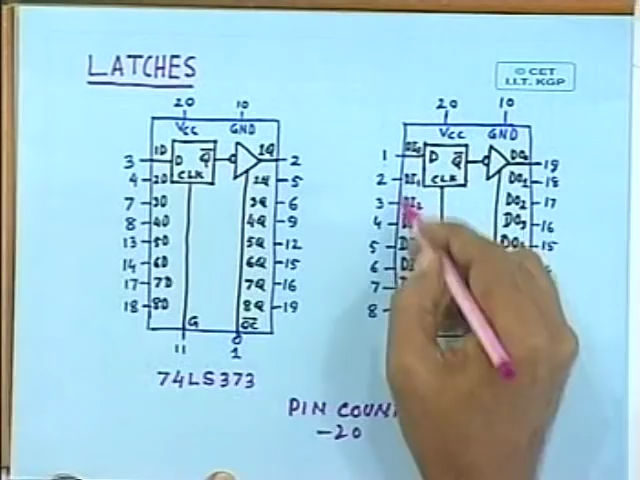 LATCHES
© CET
I.I.T. KGP
20 10
VCC GND
3 1D D Q̅ 1Q 2
4 2D CLK 2Q 5
7 3D 3Q 6
8 4D 4Q 9
13 5D 5Q 12
14 6D 6Q 15
17 7D 7Q 16
18 8D 8Q 19
G O̅C̅
11 1
74LS373
20 10
VCC GND
1 DI0 D Q̅ DO0 19
2 DI1 CLK DO1 18
3 DI2 DO2 17
4 DO3 16
5 15
6
7
8
PIN COUN
-20